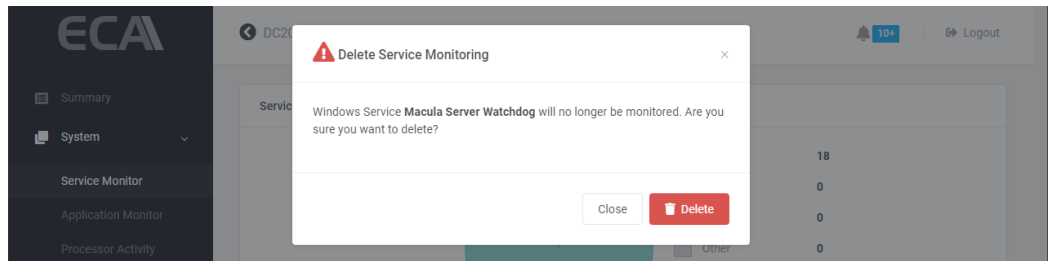 ECA
DC20
10+
Logout
Delete Service Monitoring
Summary
Servic
Windows Service Macula Server Watchdog will no longer be monitored. Are you
sure you want to delete?
System
18
Service Monitor
0
Close
Delete
Application Monitor
0
Processor Activity
Other
0